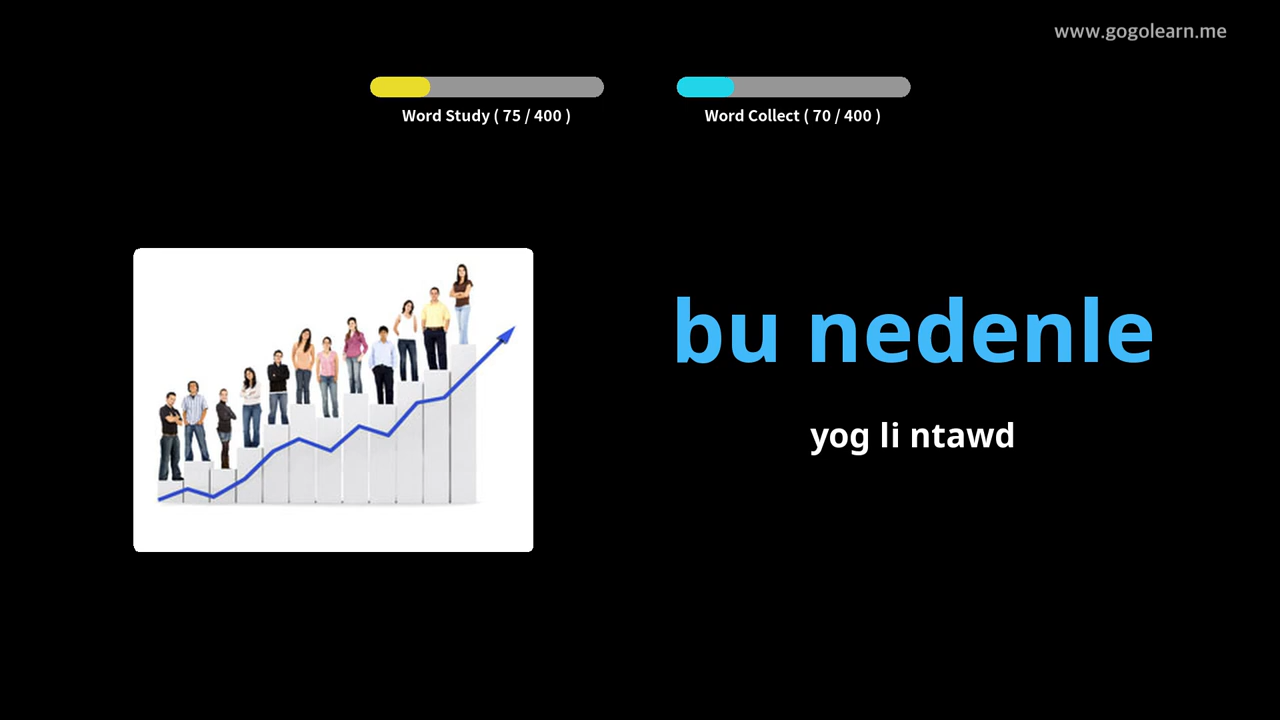 www.gogolearn.me
Word Study ( 75 / 400 )
Word Collect ( 70 / 400 )
bu nedenle
yog li ntawd